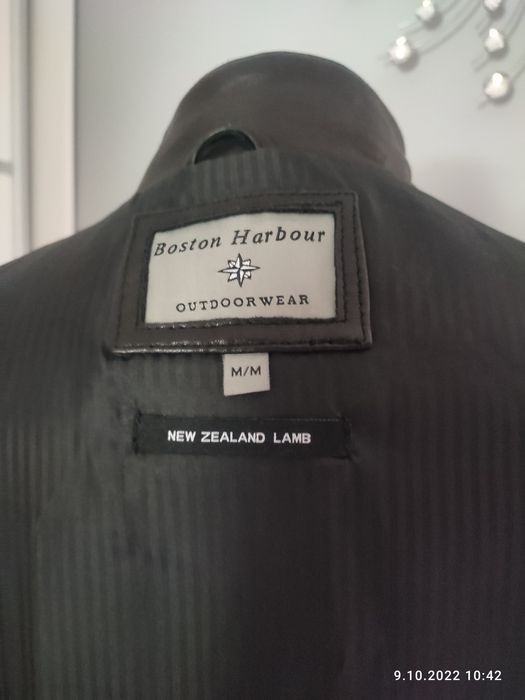 Boston Harbour
OUTDOORWEAR
M/M
NEW ZEALAND LAMB
9.10.2022 10:42